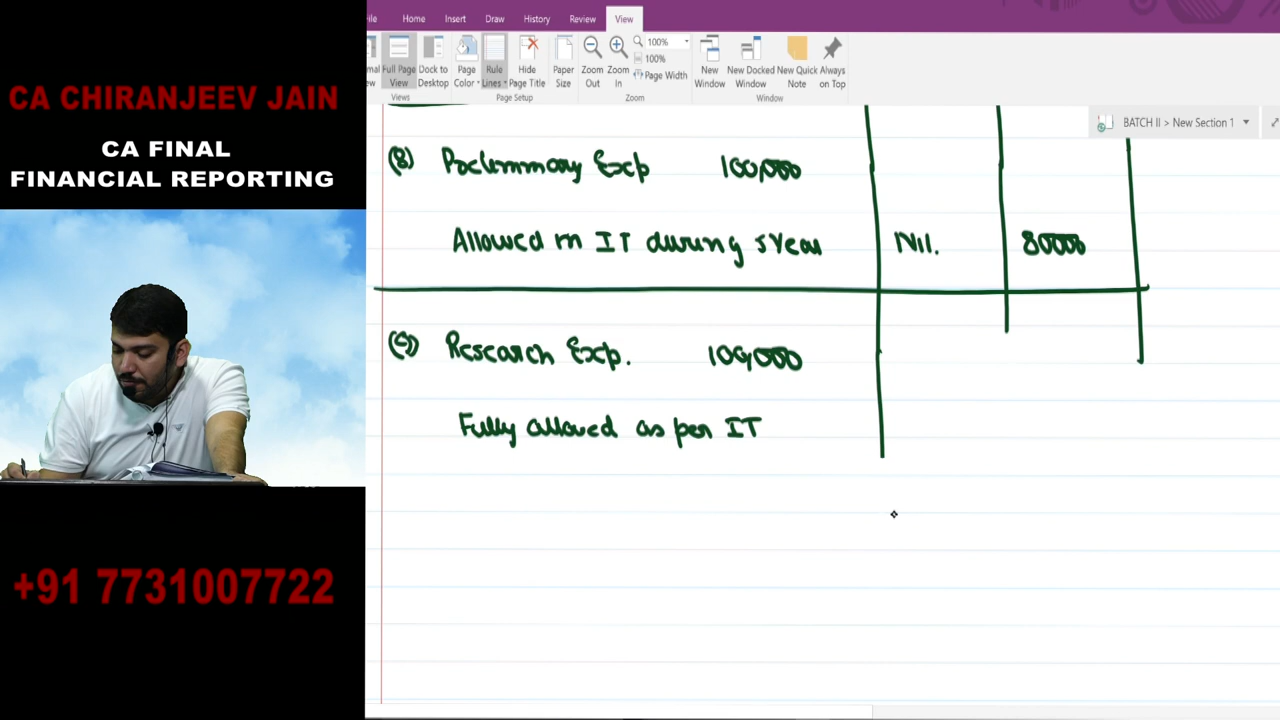 CA CHIRANJEEV JAIN
CA FINAL
FINANCIAL REPORTING
+91 7731007722
File Home Insert Draw History Review View
Full Page View
Dock to Desktop
Page Color
Rule Lines
Hide Page Title
Paper Size
Zoom Out
Zoom In
100%
100%
Page Width
New Window
New Docked Window
New Quick Note
Always on Top
Views Page Setup Zoom Window
BATCH II > New Section 1
(B) Preliminary Exp 100,000
Allowed in IT during 5 Year Nil. 80000
Research Exp. 100,000
Fully allowed as per IT